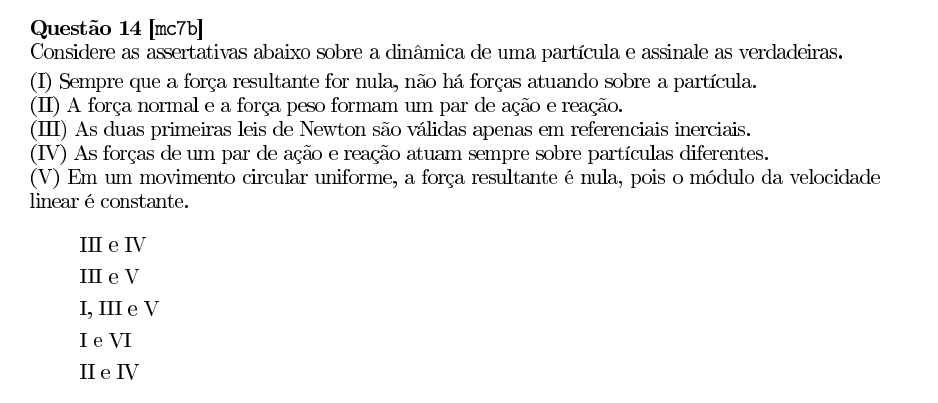 Questão 14 [mc7b]
Considere as assertativas abaixo sobre a dinâmica de uma partícula e assinale as verdadeiras.
(I) Sempre que a força resultante for nula, não há forças atuando sobre a partícula.
(II) A força normal e a força peso formam um par de ação e reação.
(III) As duas primeiras leis de Newton são válidas apenas em referenciais inerciais.
(IV) As forças de um par de ação e reação atuam sempre sobre partículas diferentes.
(V) Em um movimento circular uniforme, a força resultante é nula, pois o módulo da velocidade
linear é constante.
III e IV
III e V
I, III e V
I e VI
II e IV